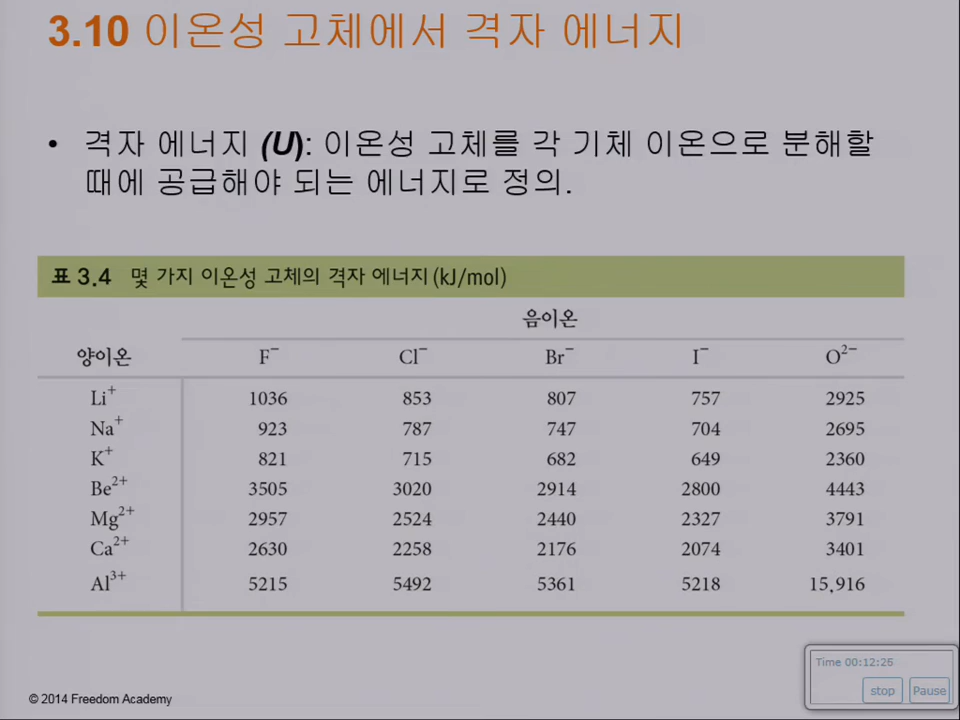 3.10 이온성 고체에서 격자 에너지
• 격자 에너지 (U): 이온성 고체를 각 기체 이온으로 분해할
때에 공급해야 되는 에너지로 정의.
표 3.4 몇 가지 이온성 고체의 격자 에너지(kJ/mol)
음이온
양이온 F⁻ Cl⁻ Br⁻ I⁻ O²⁻
Li⁺ 1036 853 807 757 2925
Na⁺ 923 787 747 704 2695
K⁺ 821 715 682 649 2360
Be²⁺ 3505 3020 2914 2800 4443
Mg²⁺ 2957 2524 2440 2327 3791
Ca²⁺ 2630 2258 2176 2074 3401
Al³⁺ 5215 5492 5361 5218 15,916
Time 00:12:25
stop Pause
© 2014 Freedom Academy